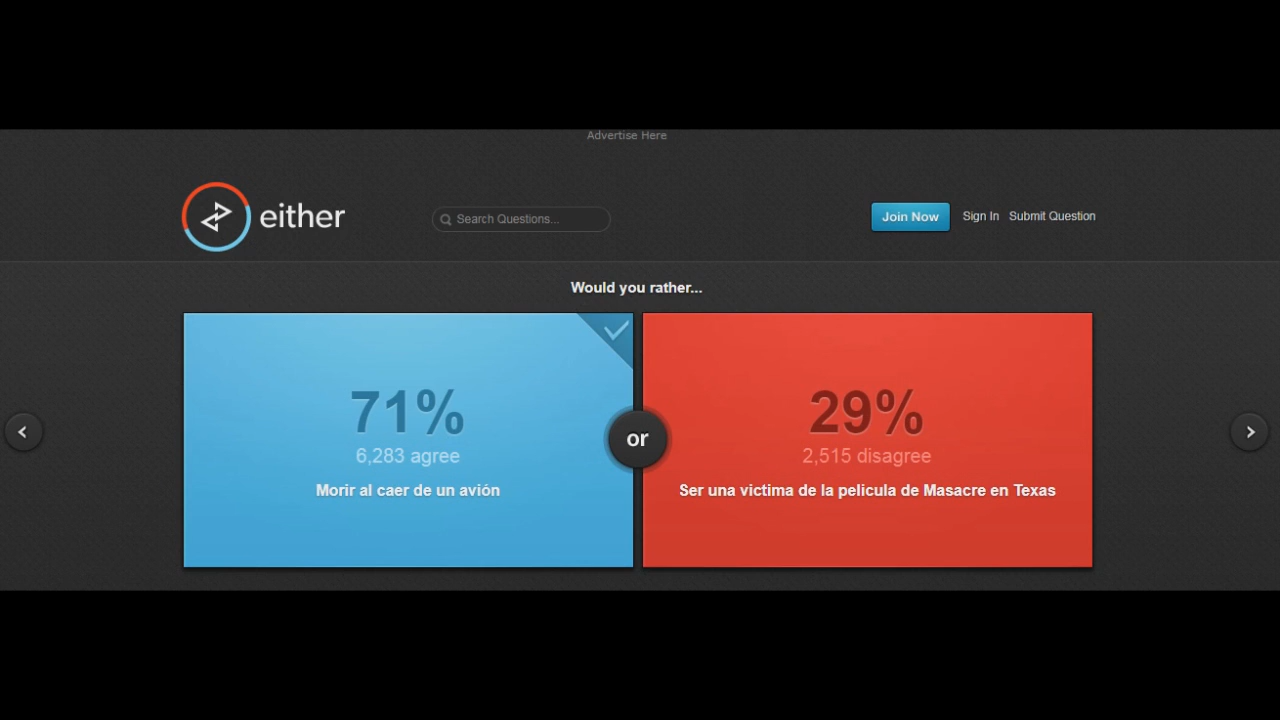 Advertise Here
either
Search Questions...
Join Now
Sign In
Submit Question
Would you rather...
71%
6,283 agree
Morir al caer de un avión
or
29%
2,515 disagree
Ser una victima de la pelicula de Masacre en Texas